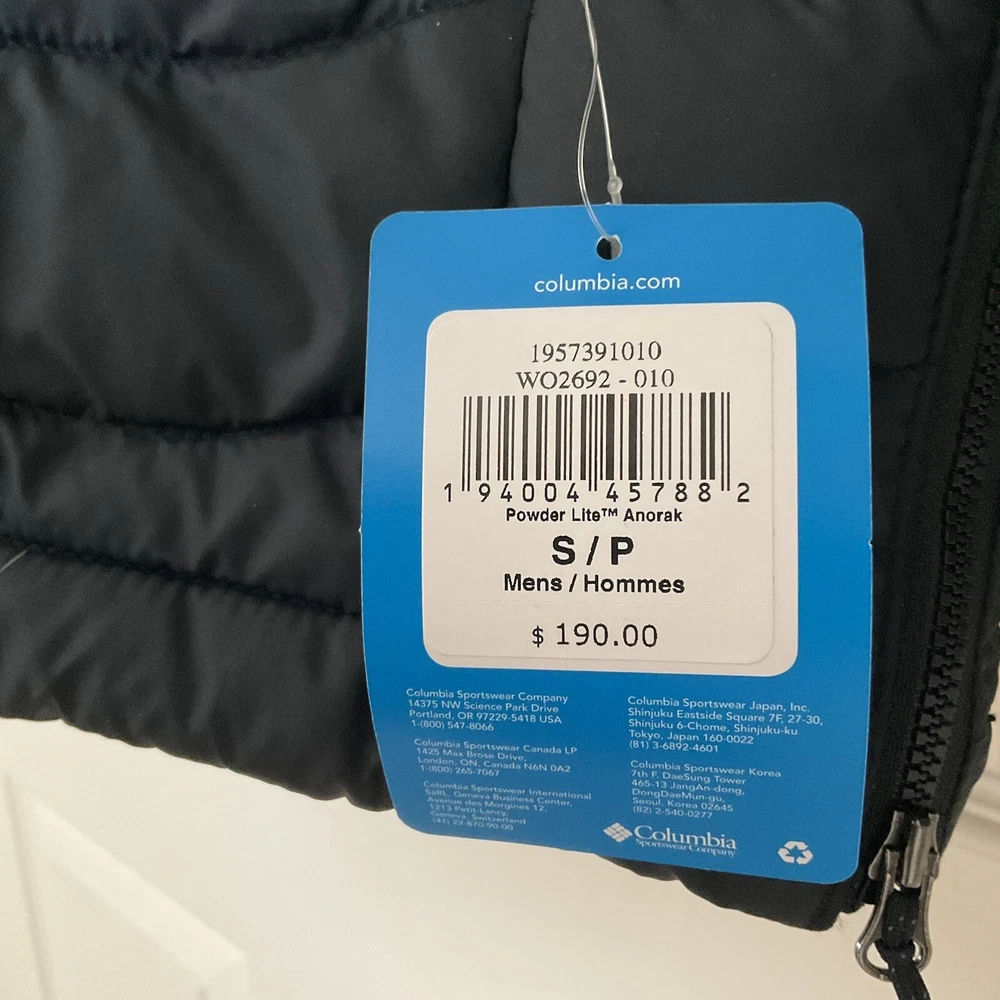 columbia.com
1957391010
WO2692 - 010
1 94004 45788 2
Powder Lite™ Anorak
S / P
Mens / Hommes
$ 190.00
Columbia Sportswear Company
14375 NW Science Park Drive
Portland, OR 97229-5418 USA
1-(800) 547-8066
Columbia Sportswear Canada LP
1425 Max Brose Drive,
London, ON, Canada N6N 0A2
1-(800) 265-7067
Columbia Sportswear International
SàRL, Geneva Business Center,
Avenue des Morgines 12,
1213 Petit-Lancy,
Geneva, Switzerland
(41) 22-870-90-00
Columbia Sportswear Japan, Inc.
Shinjuku Eastside Square 7F, 27-30,
Shinjuku 6-Chome, Shinjuku-ku
Tokyo, Japan 160-0022
(81) 3-6892-4601
Columbia Sportswear Korea
7th F. DaeSung Tower
465-13 JangAn-dong,
DongDaeMun-gu,
Seoul, Korea 02645
(82) 2-540-0277
Columbia
Sportswear Company